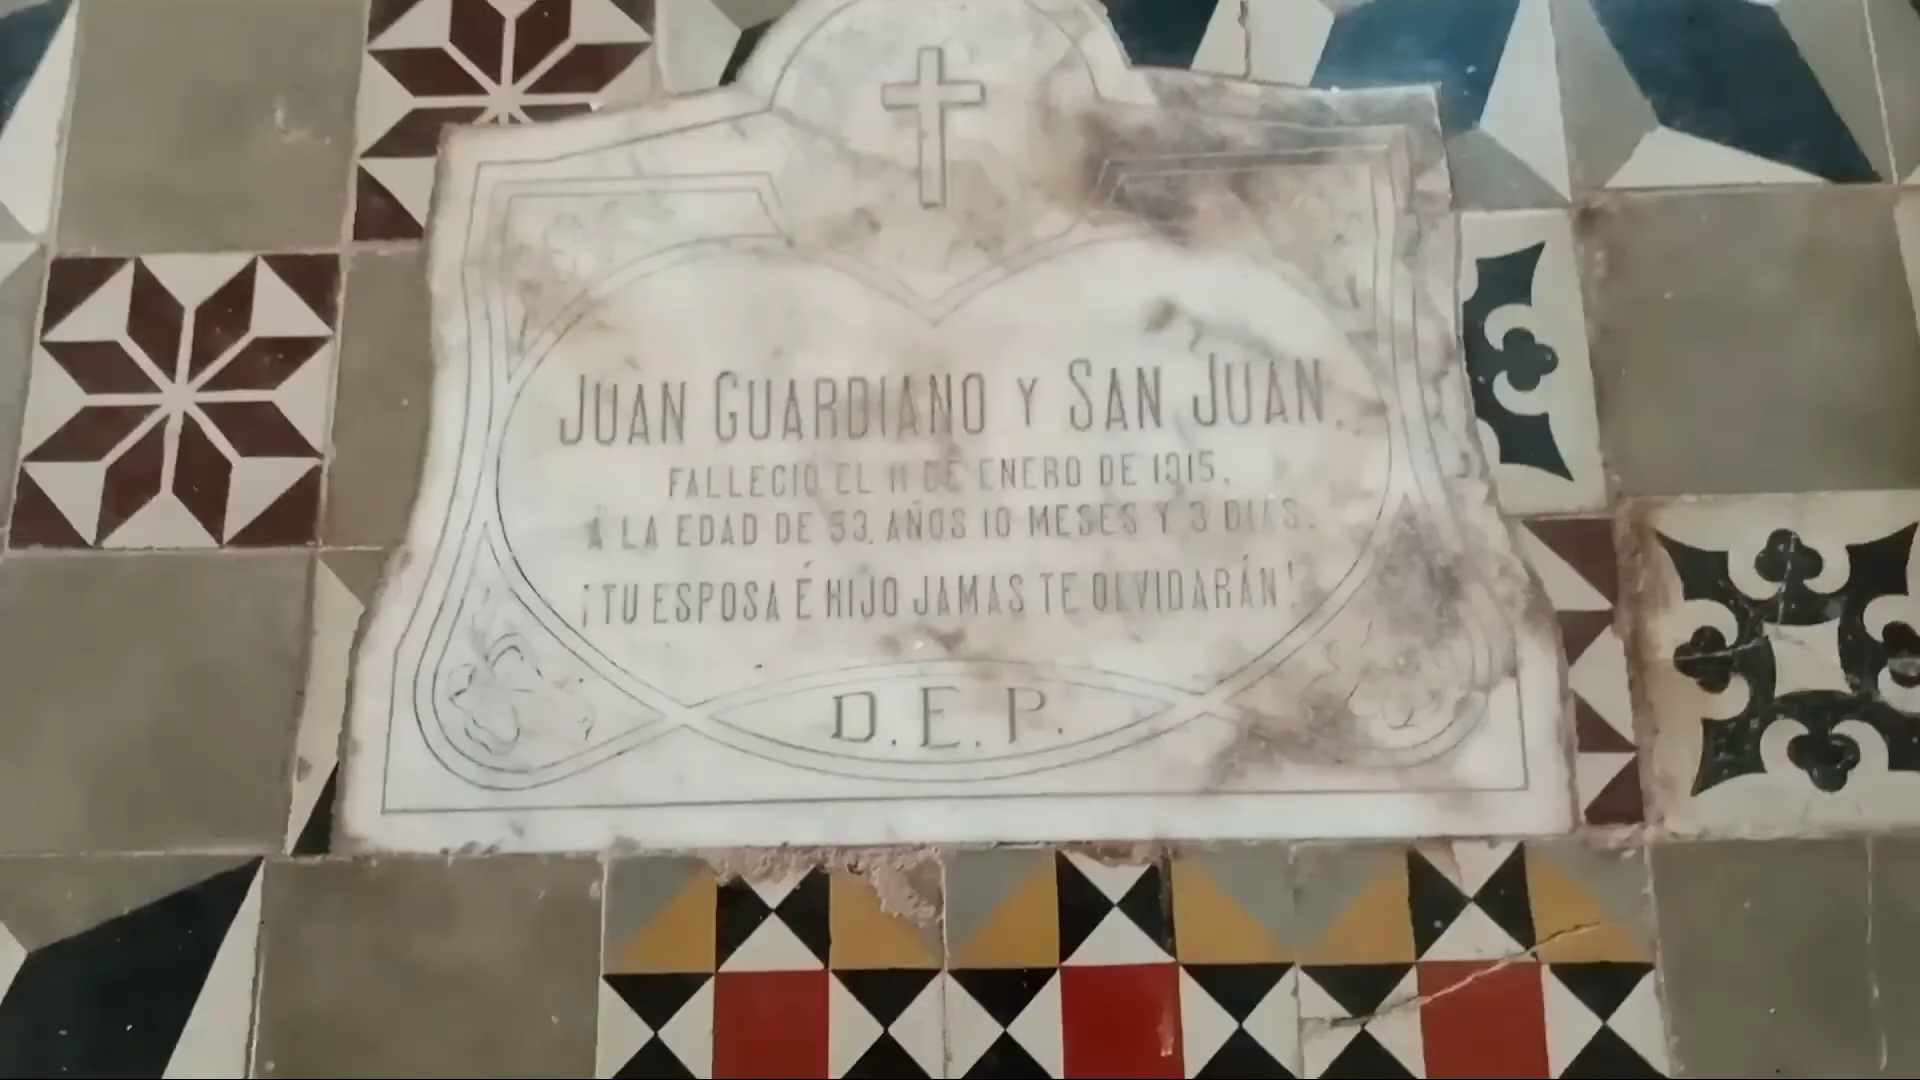 JUAN GUARDIANO Y SAN JUAN.
FALLECIO EL 11 DE ENERO DE 1915,
A LA EDAD DE 53 AÑOS 10 MESES Y 3 DIAS.
¡TU ESPOSA É HIJO JAMAS TE OLVIDARÁN!
D.E.P.